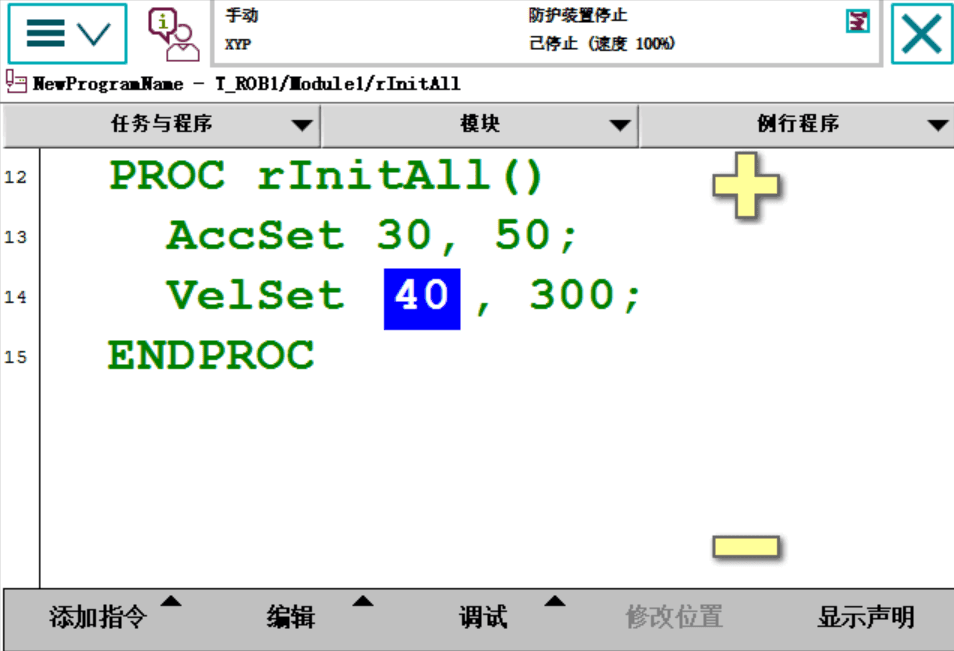 手动
防护装置停止
XYP
已停止 (速度 100%)
NewProgramName - T_ROB1/Module1/rInitAll
任务与程序 模块 例行程序
12 PROC rInitAll()
13 AccSet 30, 50;
14 VelSet 40, 300;
15 ENDPROC
添加指令 编辑 调试 修改位置 显示声明